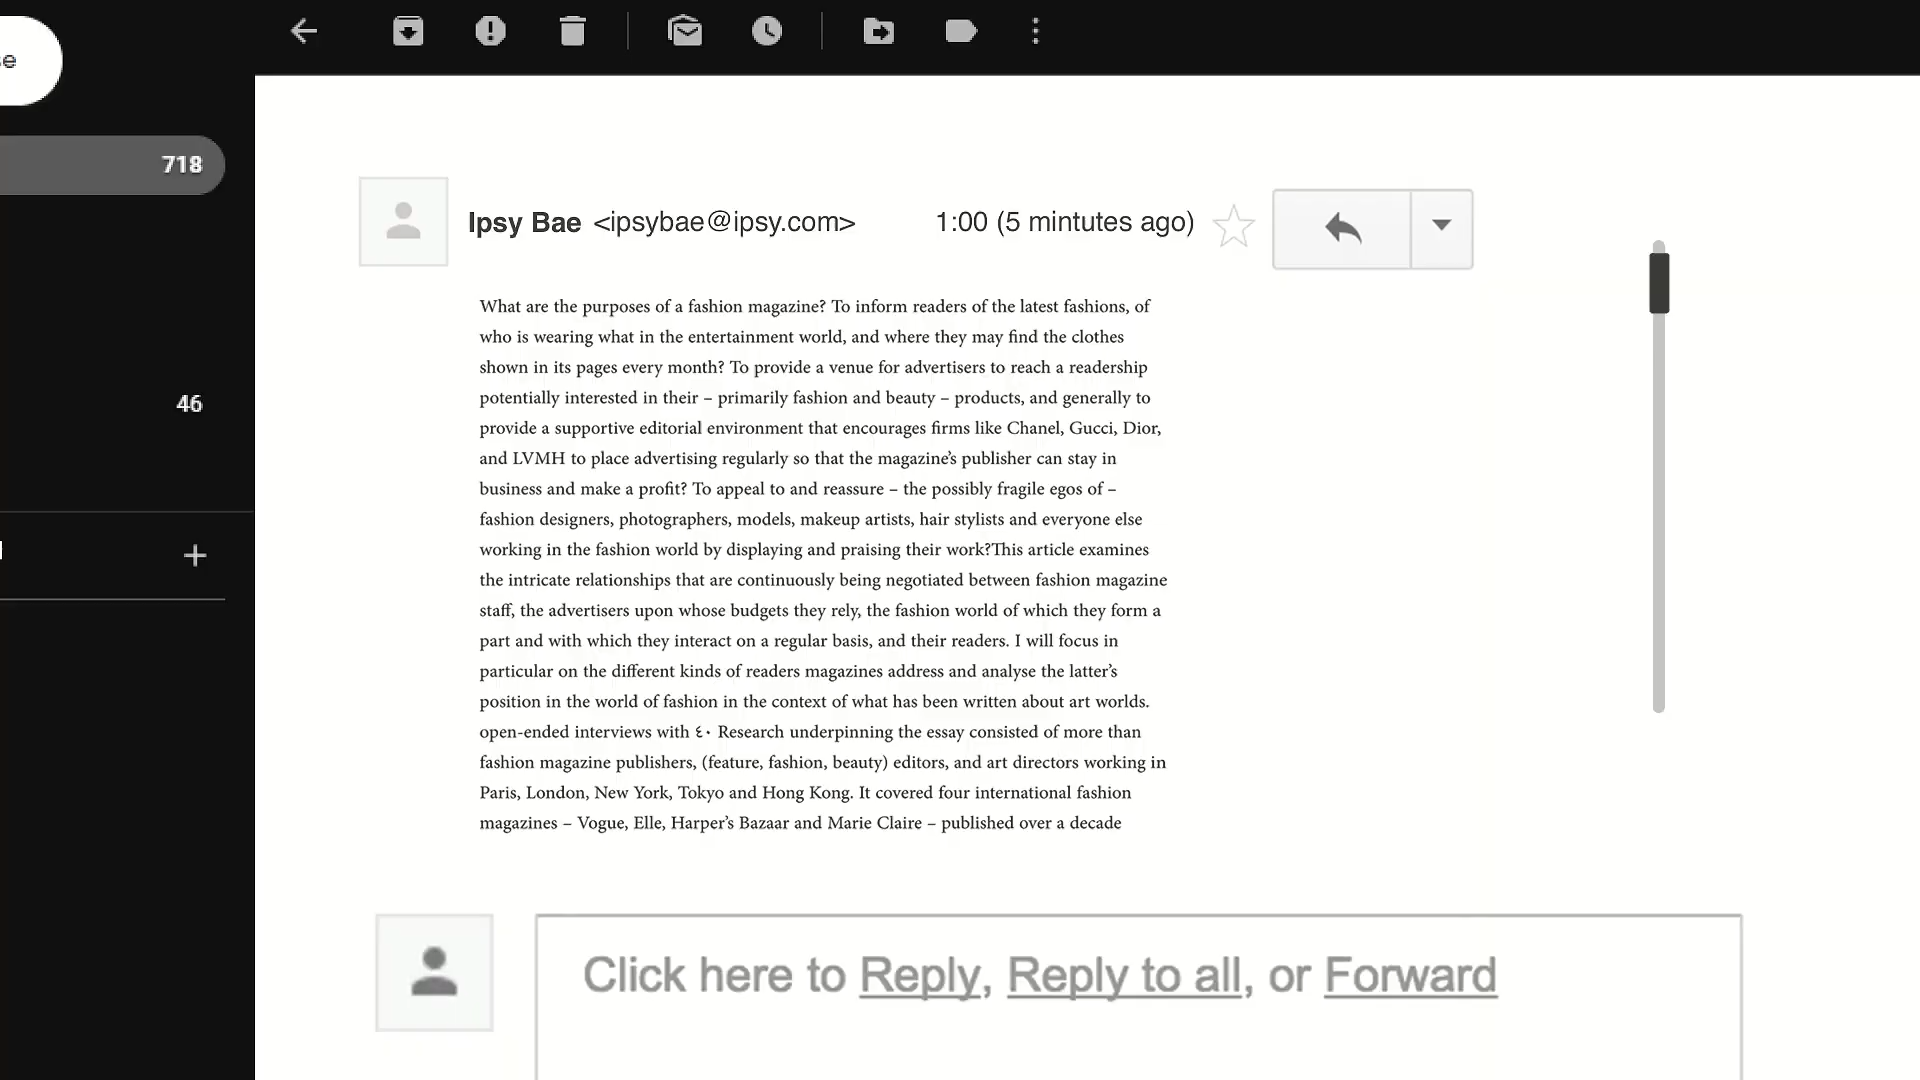 se
718
46
Ipsy Bae <ipsybae@ipsy.com> 1:00 (5 mintutes ago)
What are the purposes of a fashion magazine? To inform readers of the latest fashions, of
who is wearing what in the entertainment world, and where they may find the clothes
shown in its pages every month? To provide a venue for advertisers to reach a readership
potentially interested in their – primarily fashion and beauty – products, and generally to
provide a supportive editorial environment that encourages firms like Chanel, Gucci, Dior,
and LVMH to place advertising regularly so that the magazine’s publisher can stay in
business and make a profit? To appeal to and reassure – the possibly fragile egos of –
fashion designers, photographers, models, makeup artists, hair stylists and everyone else
working in the fashion world by displaying and praising their work?This article examines
the intricate relationships that are continuously being negotiated between fashion magazine
staff, the advertisers upon whose budgets they rely, the fashion world of which they form a
part and with which they interact on a regular basis, and their readers. I will focus in
particular on the different kinds of readers magazines address and analyse the latter’s
position in the world of fashion in the context of what has been written about art worlds.
open-ended interviews with ٤٠ Research underpinning the essay consisted of more than
fashion magazine publishers, (feature, fashion, beauty) editors, and art directors working in
Paris, London, New York, Tokyo and Hong Kong. It covered four international fashion
magazines – Vogue, Elle, Harper’s Bazaar and Marie Claire – published over a decade
Click here to Reply, Reply to all, or Forward